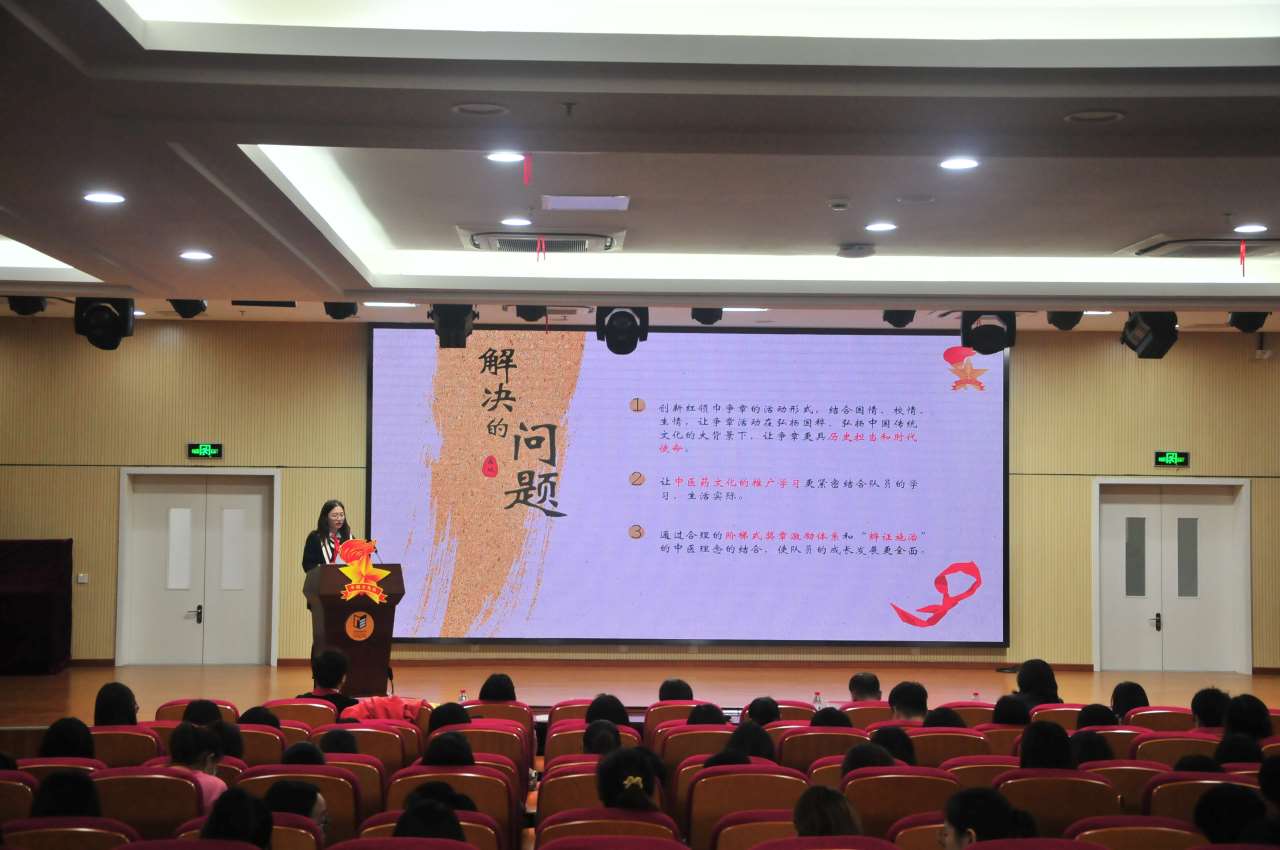 解决的
问题
1
创新红领巾争章的活动形式，结合国情、校情、
生情，让争章活动在弘扬国粹、弘扬中国传统
文化的大背景下，让争章更具历史担当和时代
使命。
2
让中医药文化的推广学习更紧密结合队员的学
习、生活实际。
3
通过合理的阶梯式奖章激励体系和“辨证施治”
的中医理念的结合，使队员的成长发展更全面。